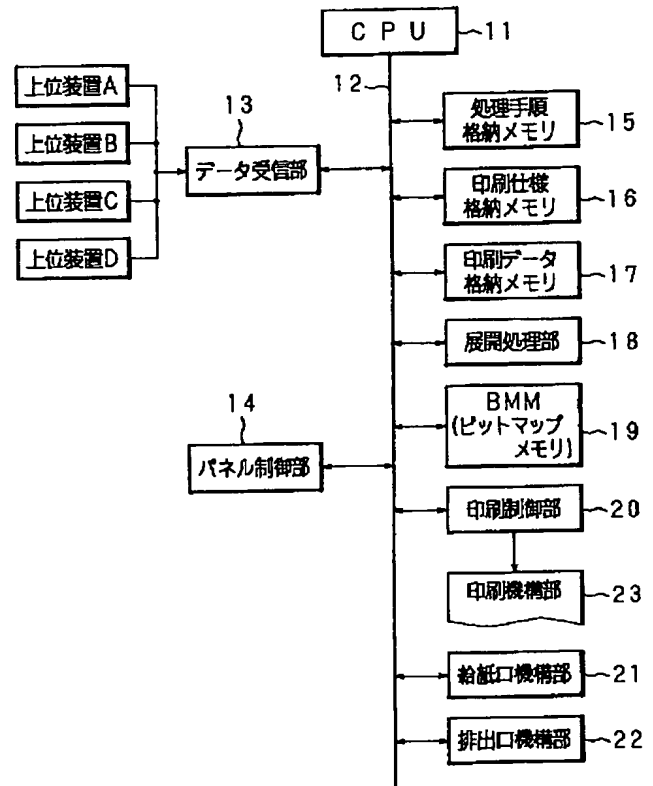 CPU
11
12
上位装置A
上位装置B
上位装置C
上位装置D
13
データ受信部
処理手順
格納メモリ
15
印刷仕様
格納メモリ
16
印刷データ
格納メモリ
17
展開処理部
18
BMM
(ビットマップ
メモリ)
19
14
パネル制御部
印刷制御部
20
印刷機構部
23
給紙口機構部
21
排出口機構部
22